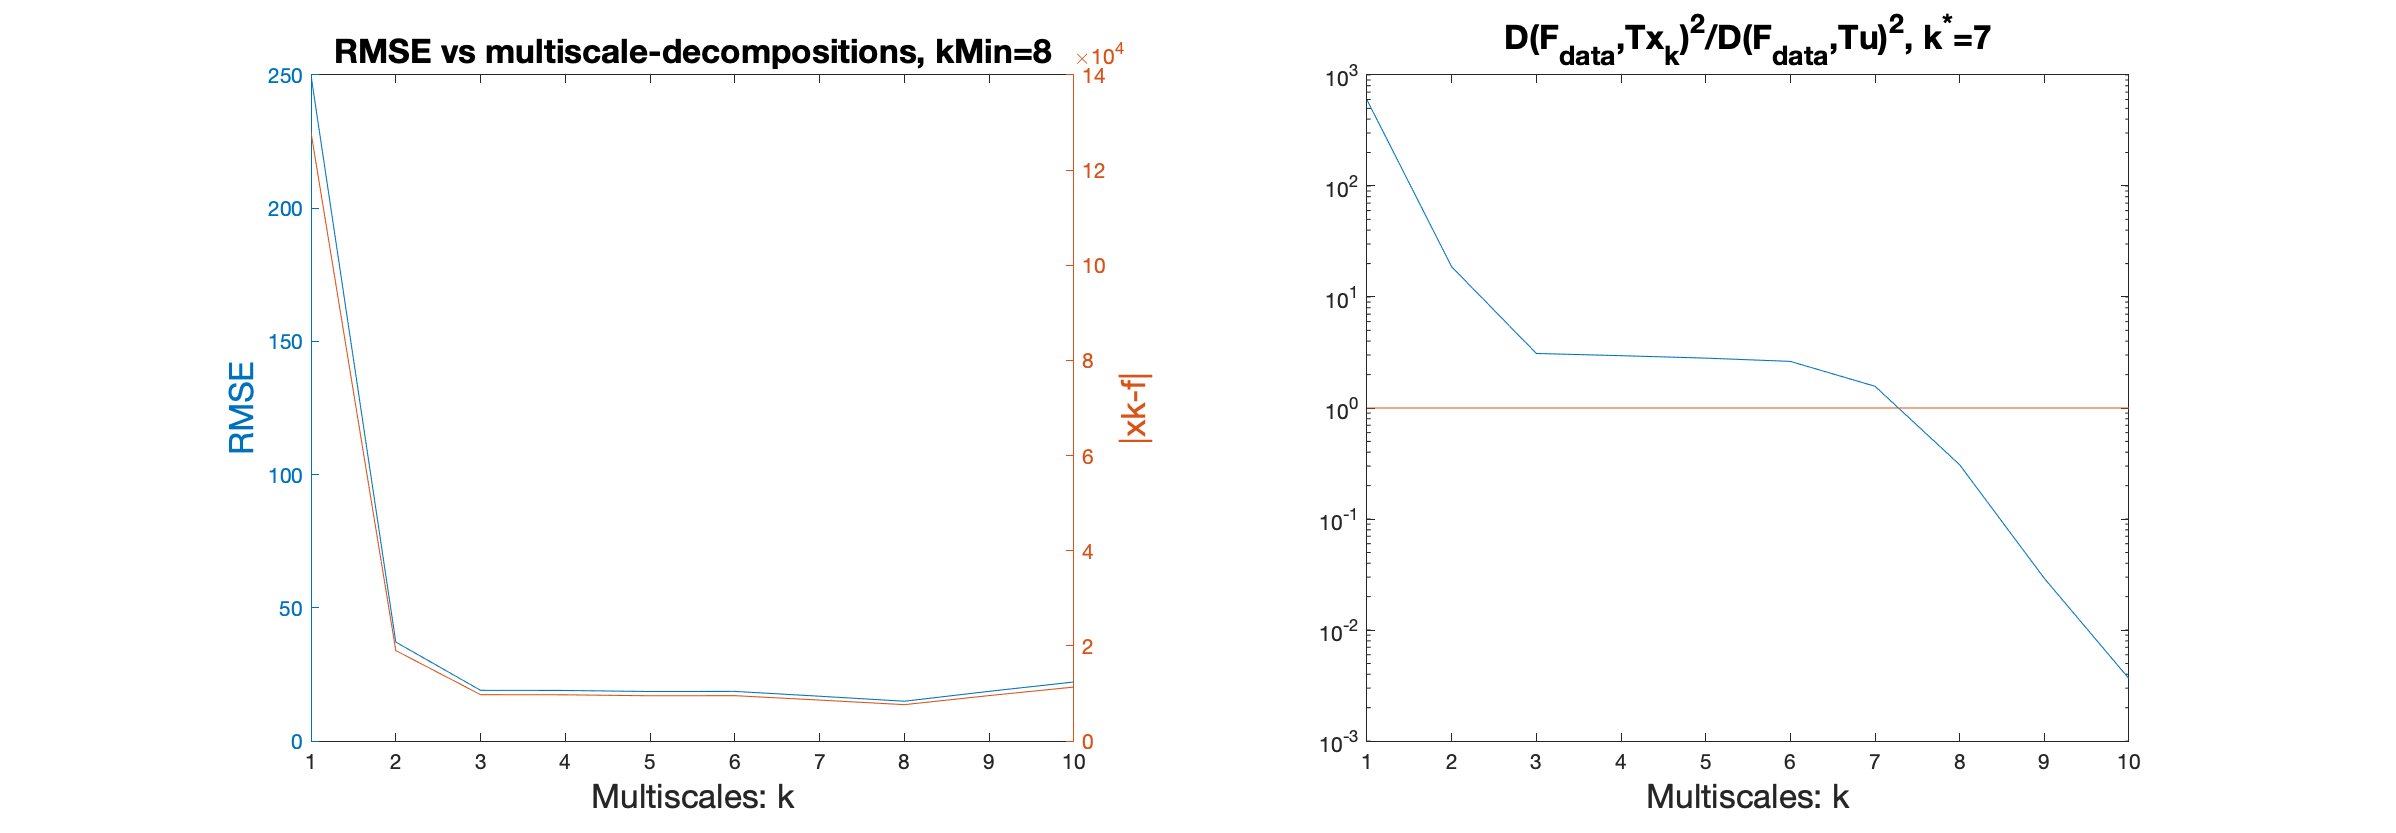 RMSE vs multiscale-decompositions, kMin=8
×10^4
250
200
150
100
50
0
RMSE
14
12
10
8
6
4
2
0
|xk-f|
1 2 3 4 5 6 7 8 9 10
Multiscales: k
D(F_data,Tx_k)^2/D(F_data,Tu)^2, k^*=7
10^3
10^2
10^1
10^0
10^-1
10^-2
10^-3
1 2 3 4 5 6 7 8 9 10
Multiscales: k